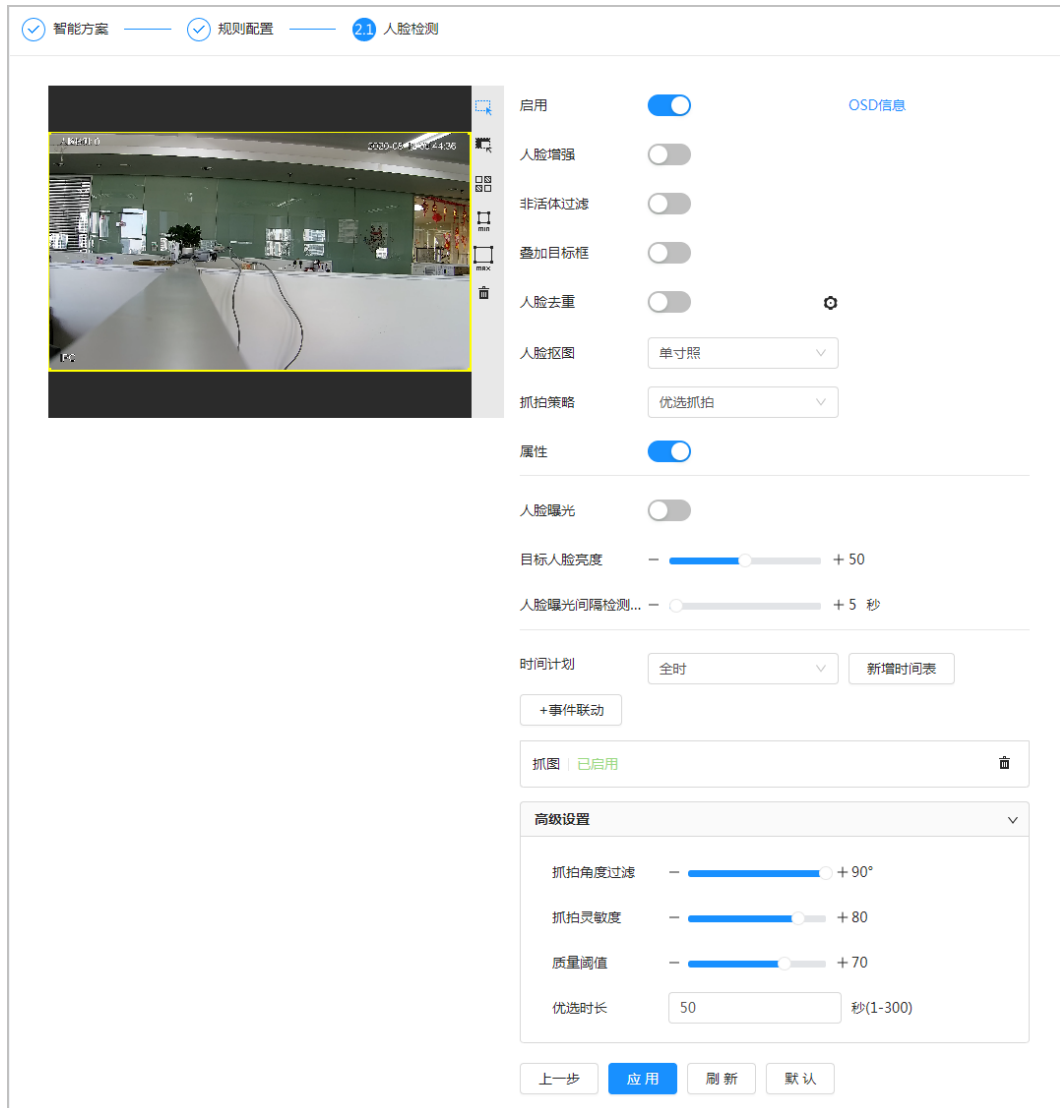 智能方案 规则配置 2.1 人脸检测
启用 OSD信息
人脸增强
非活体过滤
min
叠加目标框
max
人脸去重
IPC
人脸抠图 单寸照
抓拍策略 优选抓拍
属性
人脸曝光
目标人脸亮度 − + 50
人脸曝光间隔检测... − + 5 秒
时间计划 全时 新增时间表
+事件联动
抓图 已启用
高级设置
抓拍角度过滤 − + 90°
抓拍灵敏度 − + 80
质量阈值 − + 70
优选时长 50 秒(1-300)
上一步 应用 刷新 默认